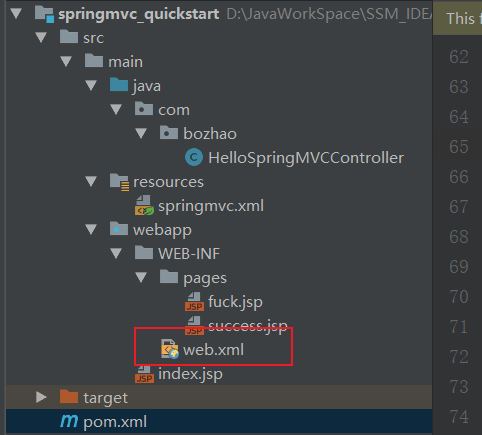 springmvc_quickstart D:\JavaWorkSpace\SSM_IDEA
This f
src
62
main
63
java
64
com
bozhao
65
HelloSpringMVCController
66
resources
67
springmvc.xml
webapp
68
WEB-INF
69
pages
70
fuck.jsp
success.jsp
71
web.xml
72
index.jsp
73
target
pom.xml
74